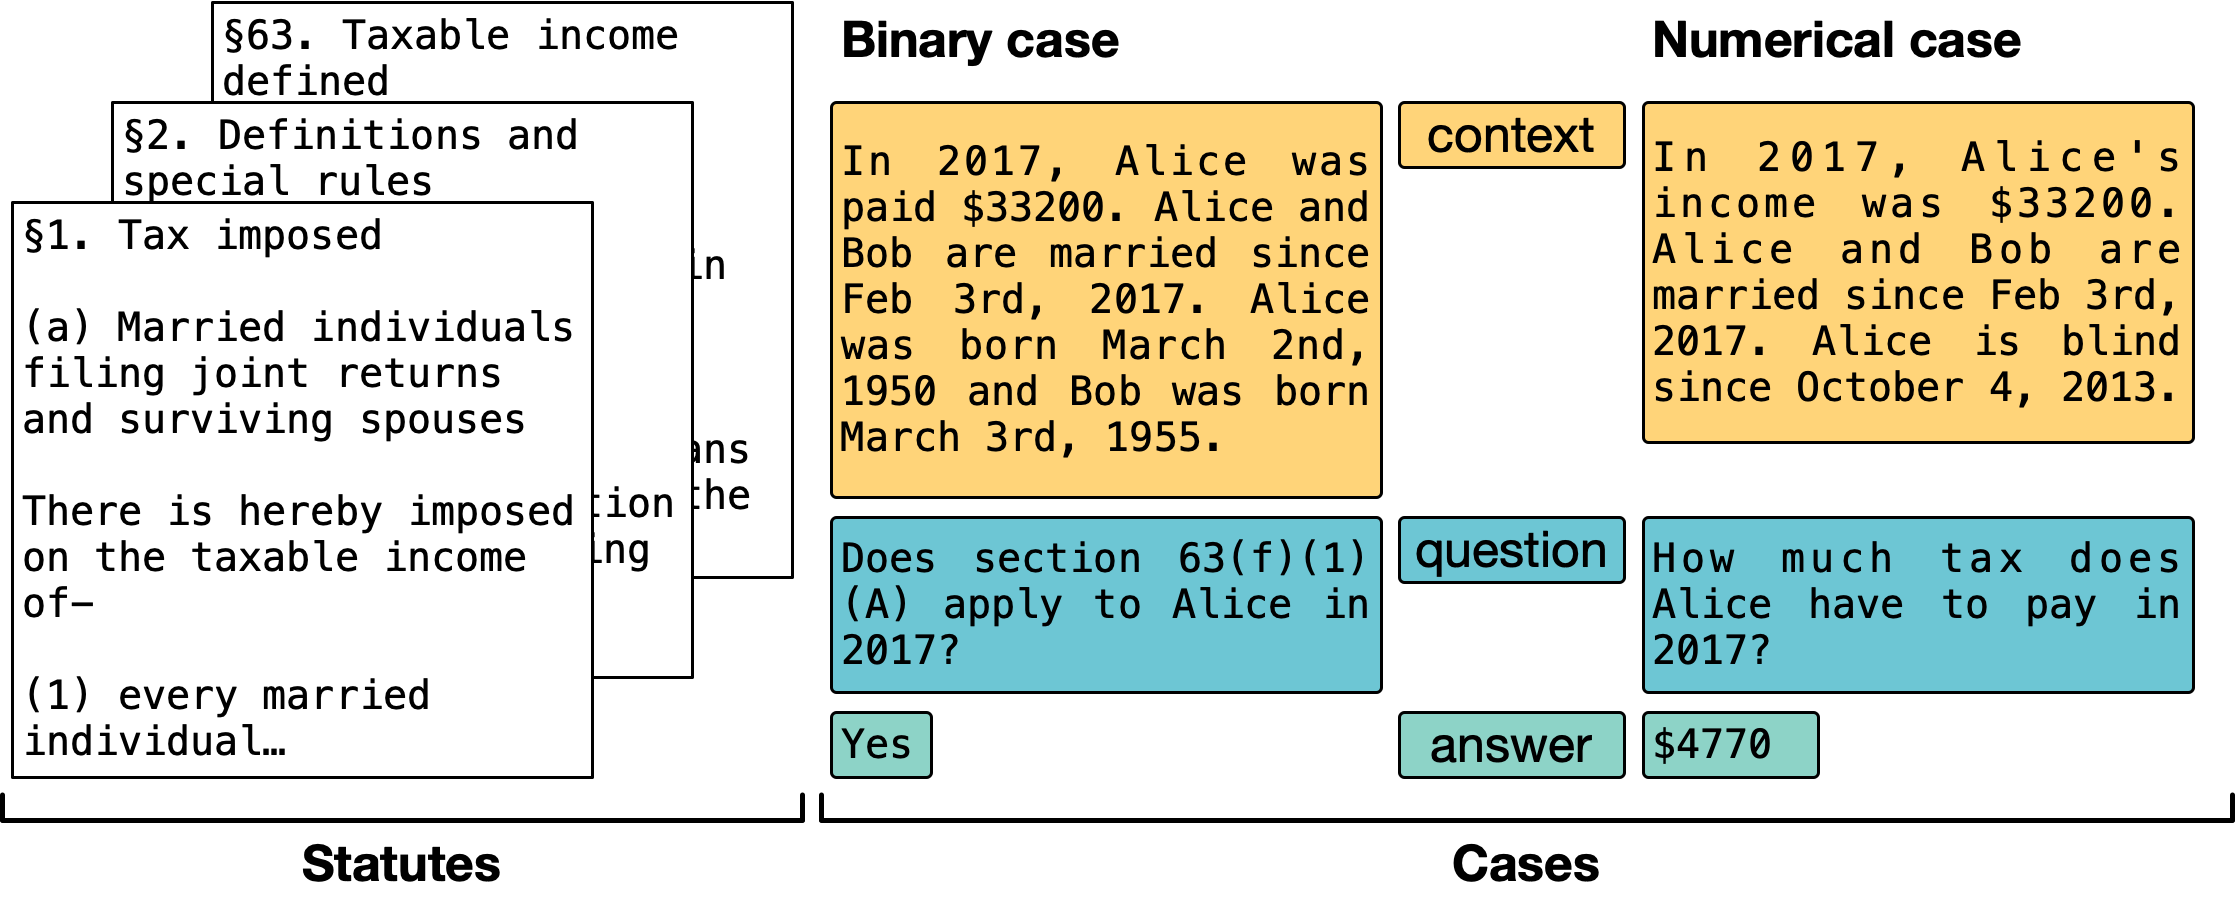 §63. Taxable income
defined
§2. Definitions and
special rules
§1. Tax imposed
(a) Married individuals
filing joint returns
and surviving spouses
There is hereby imposed
on the taxable income
of–
(1) every married
individual…
in
the
Statutes
Binary case
In 2017, Alice was
paid $33200. Alice and
Bob are married since
Feb 3rd, 2017. Alice
was born March 2nd,
1950 and Bob was born
March 3rd, 1955.
Does section 63(f)(1)
(A) apply to Alice in
2017?
Yes
context
question
answer
Numerical case
In 2017, Alice's
income was $33200.
Alice and Bob are
married since Feb 3rd,
2017. Alice is blind
since October 4, 2013.
How much tax does
Alice have to pay in
2017?
$4770
Cases